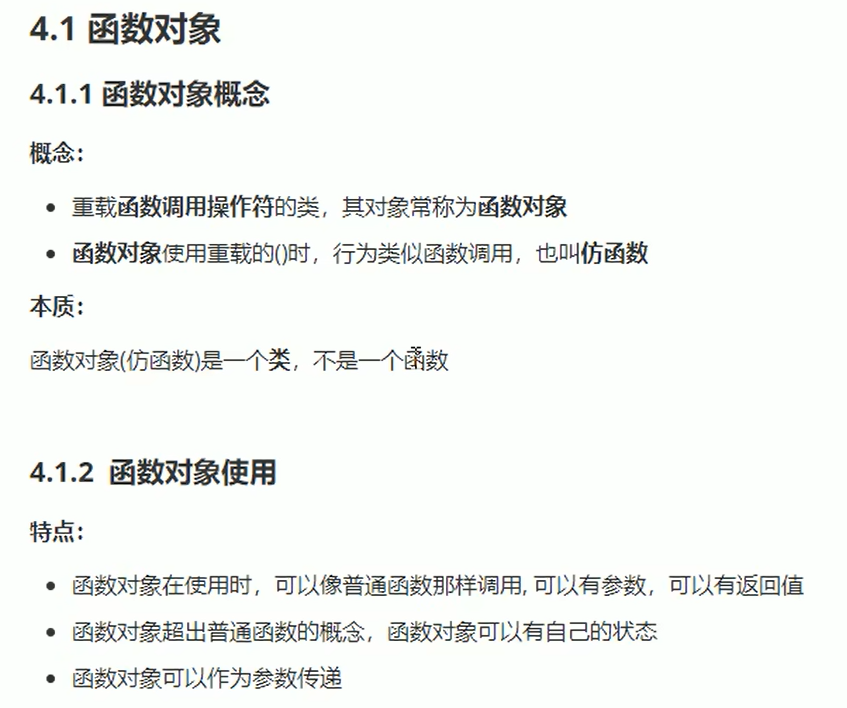 4.1 函数对象
4.1.1 函数对象概念
概念：
重载函数调用操作符的类，其对象常称为函数对象
函数对象使用重载的()时，行为类似函数调用，也叫仿函数
本质：
函数对象(仿函数)是一个类，不是一个函数
4.1.2 函数对象使用
特点：
函数对象在使用时，可以像普通函数那样调用, 可以有参数，可以有返回值
函数对象超出普通函数的概念，函数对象可以有自己的状态
函数对象可以作为参数传递